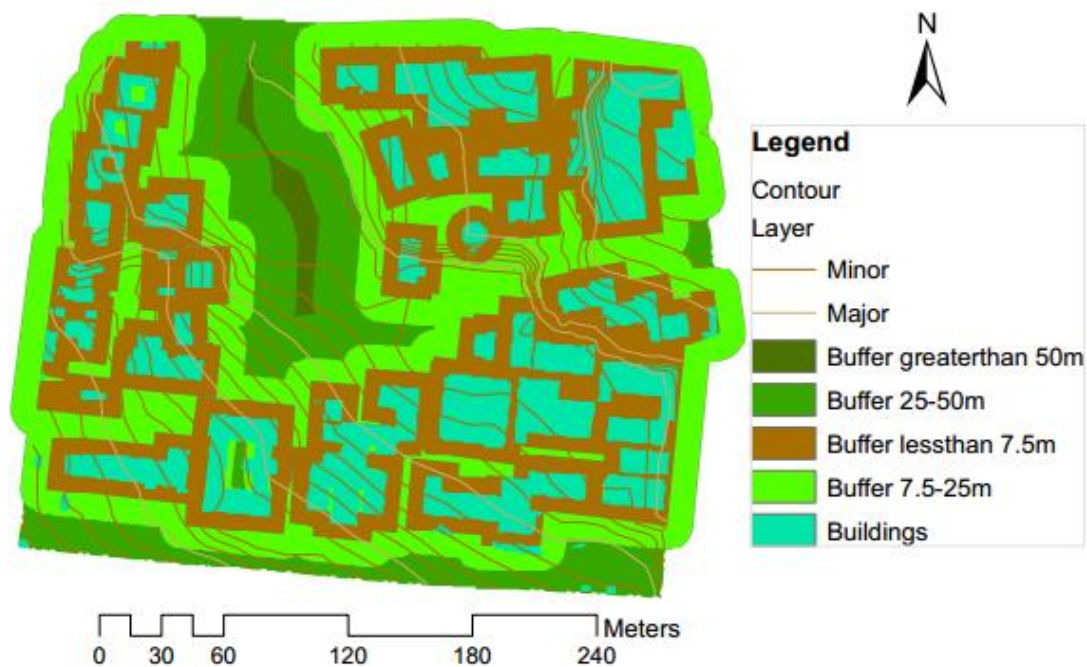 N
Legend
Contour
Layer
Minor
Major
Buffer greaterthan 50m
Buffer 25-50m
Buffer lessthan 7.5m
Buffer 7.5-25m
Buildings
Meters
0 30 60 120 180 240